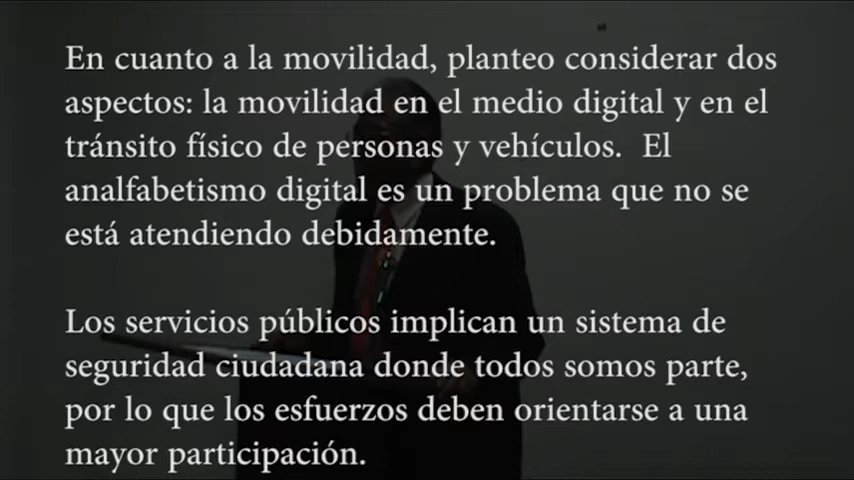 En cuanto a la movilidad, planteo considerar dos
aspectos: la movilidad en el medio digital y en el
tránsito físico de personas y vehículos.  El
analfabetismo digital es un problema que no se
está atendiendo debidamente.
Los servicios públicos implican un sistema de
seguridad ciudadana donde todos somos parte,
por lo que los esfuerzos deben orientarse a una
mayor participación.